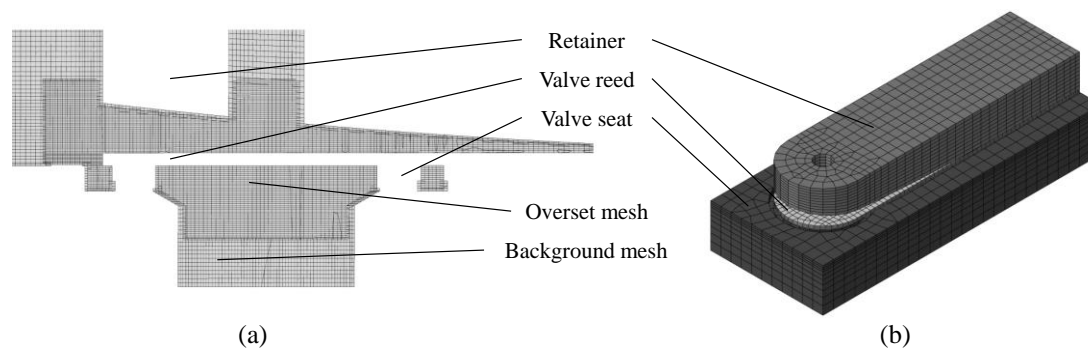 Retainer
Valve reed
Valve seat
Overset mesh
Background mesh
(a)
(b)